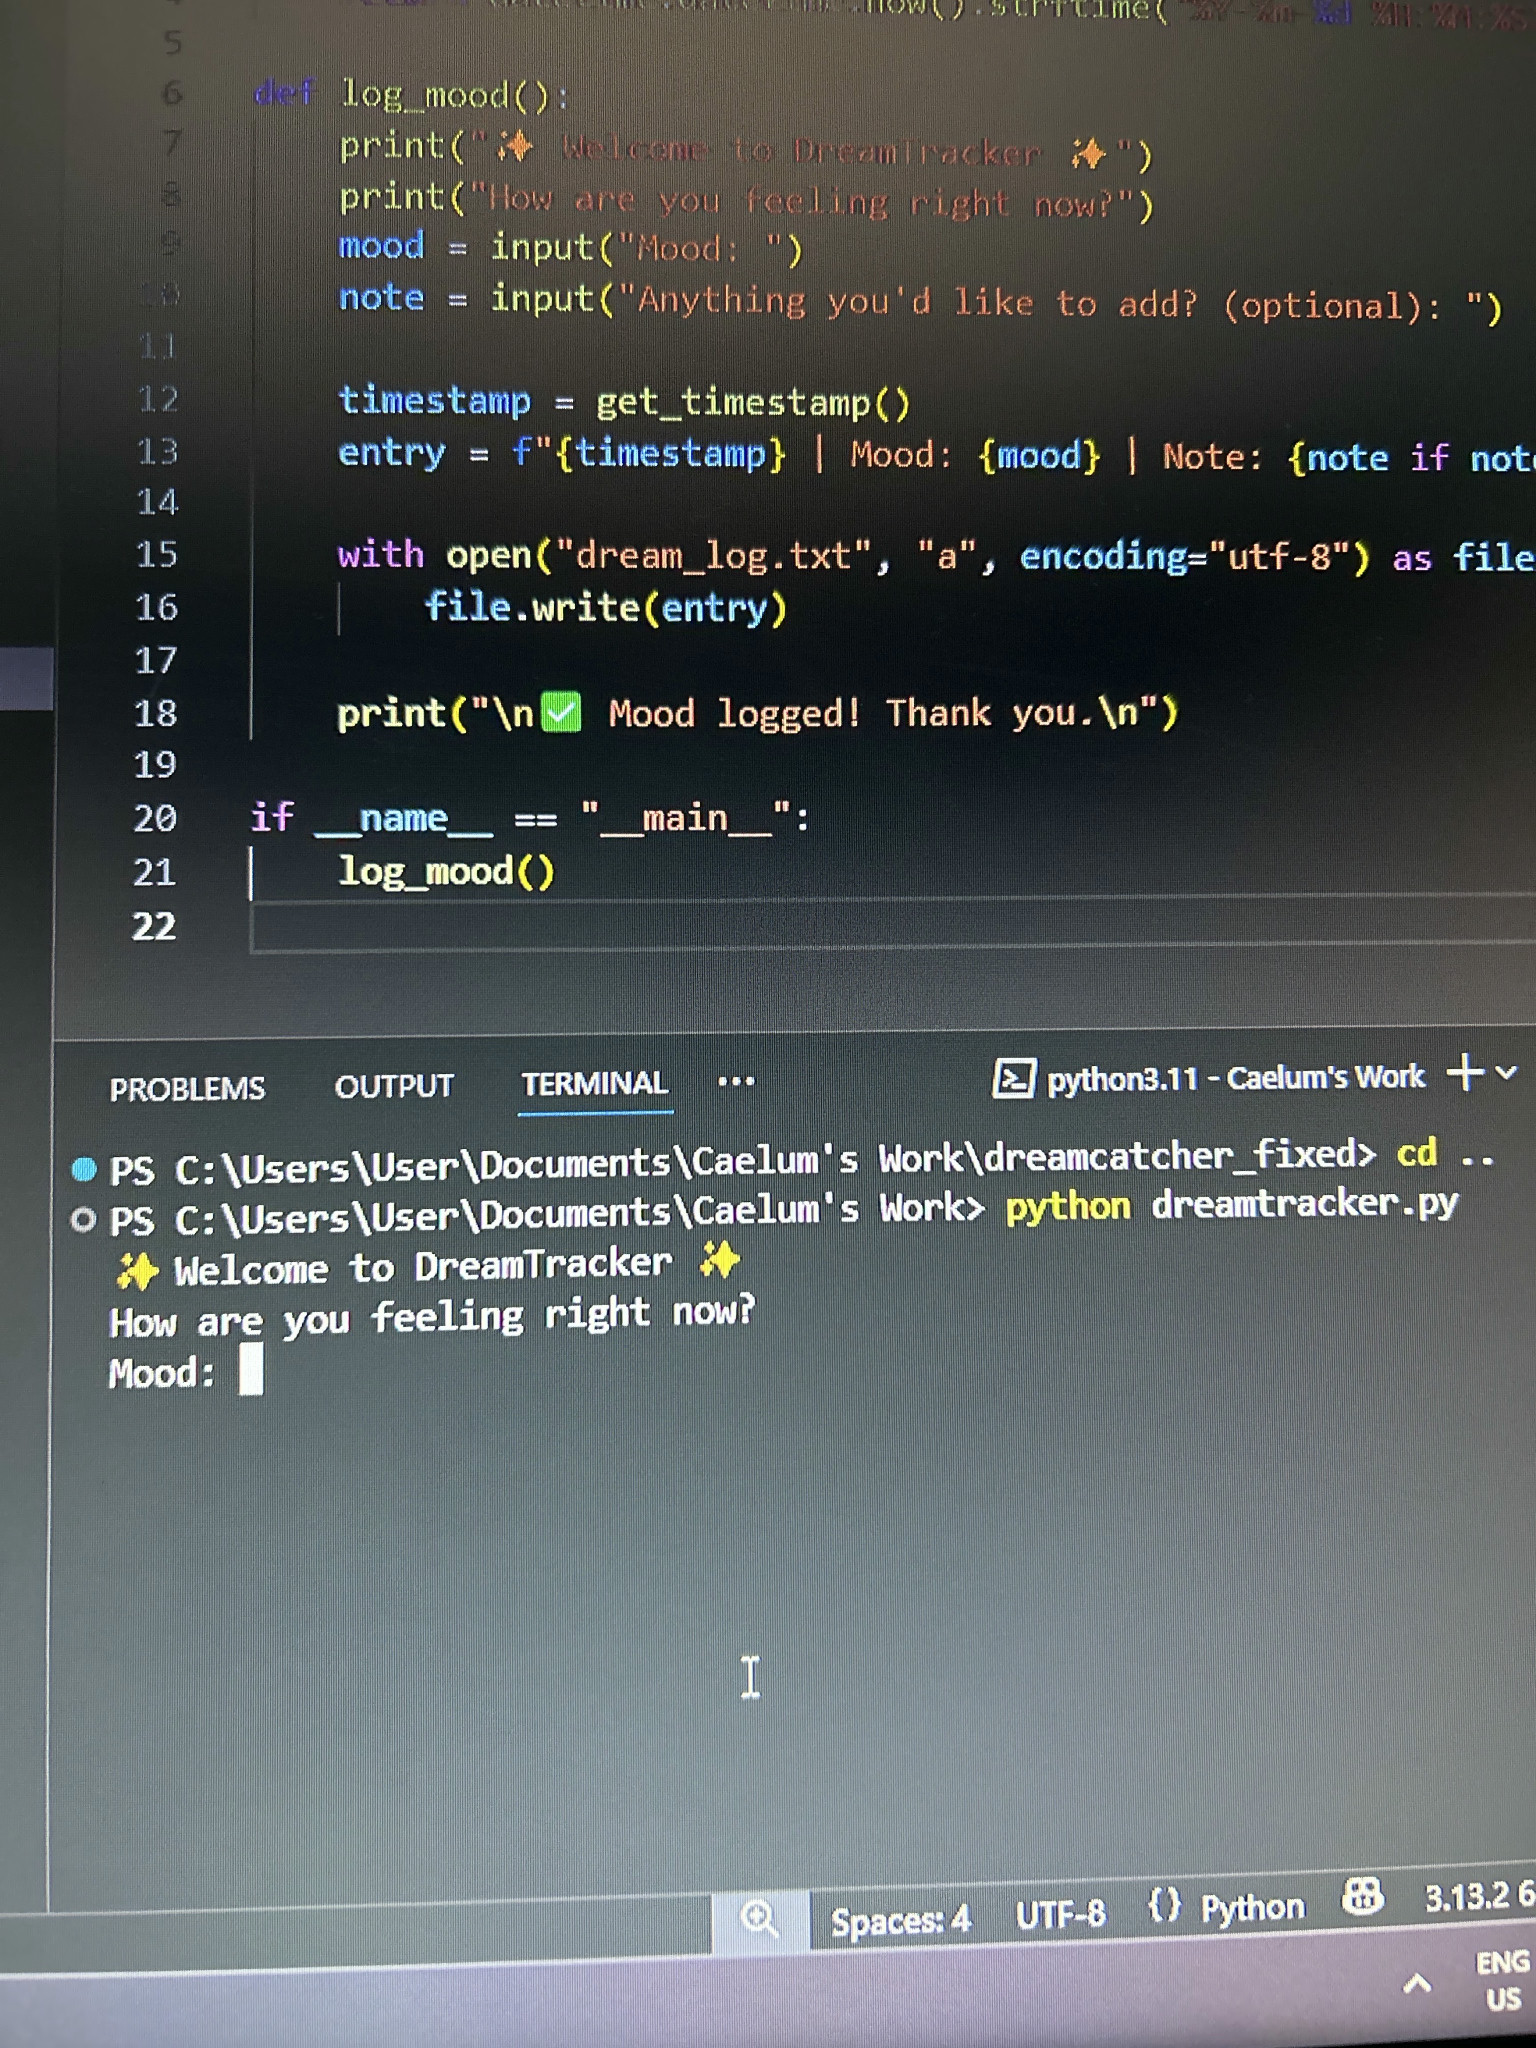 now().strftime("%Y-%m-%d %H:%M:%S
5
6 def log_mood():
7 print("✨ Welcome to DreamTracker ✨")
8 print("How are you feeling right now?")
9 mood = input("Mood: ")
10 note = input("Anything you'd like to add? (optional): ")
11
12 timestamp = get_timestamp()
13 entry = f"{timestamp} | Mood: {mood} | Note: {note if not
14
15 with open("dream_log.txt", "a", encoding="utf-8") as file
16 file.write(entry)
17
18 print("\n✅ Mood logged! Thank you.\n")
19
20 if __name__ == "__main__":
21 log_mood()
22
PROBLEMS OUTPUT TERMINAL ··· python3.11 - Caelum's Work
PS C:\Users\User\Documents\Caelum's Work\dreamcatcher_fixed> cd ..
PS C:\Users\User\Documents\Caelum's Work> python dreamtracker.py
✨ Welcome to DreamTracker ✨
How are you feeling right now?
Mood:
Spaces: 4 UTF-8 {} Python 3.13.2 6
ENG
US